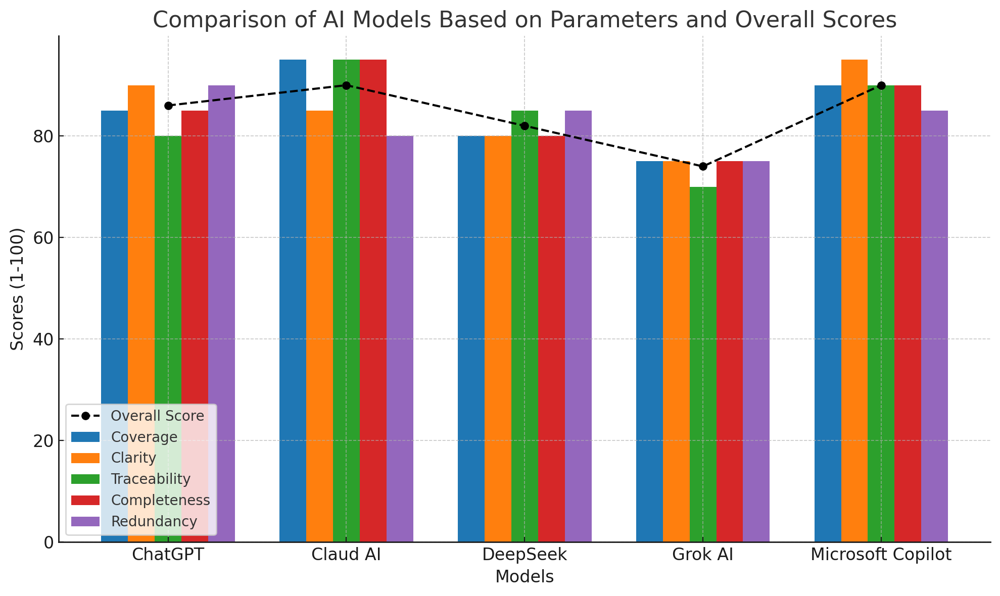 Comparison of AI Models Based on Parameters and Overall Scores
Scores (1-100)
80
60
40
20
0
Overall Score
Coverage
Clarity
Traceability
Completeness
Redundancy
ChatGPT
Claud AI
DeepSeek
Grok AI
Microsoft Copilot
Models